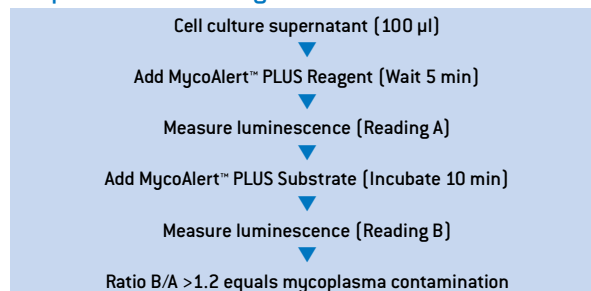 Cell culture supernatant (100 µl)
Add MycoAlert™ PLUS Reagent (Wait 5 min)
Measure luminescence (Reading A)
Add MycoAlert™ PLUS Substrate (Incubate 10 min)
Measure luminescence (Reading B)
Ratio B/A >1.2 equals mycoplasma contamination